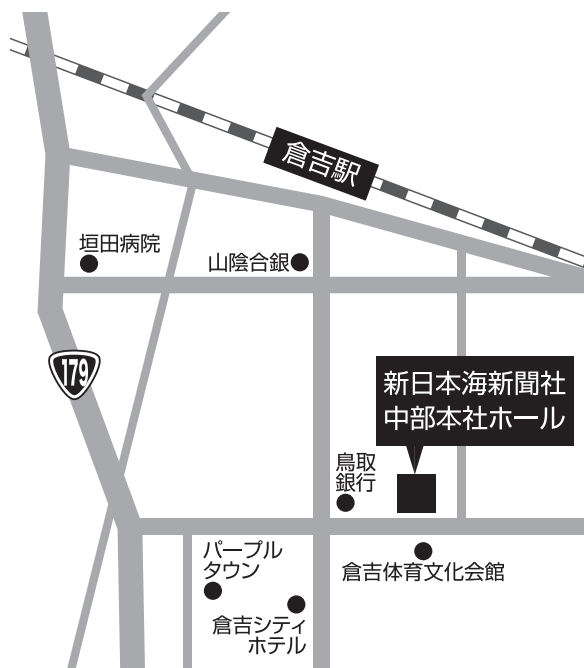 倉吉駅
垣田病院
山陰合銀
179
新日本海新聞社
中部本社ホール
鳥取
銀行
パープル
タウン
倉吉体育文化会館
倉吉シティ
ホテル